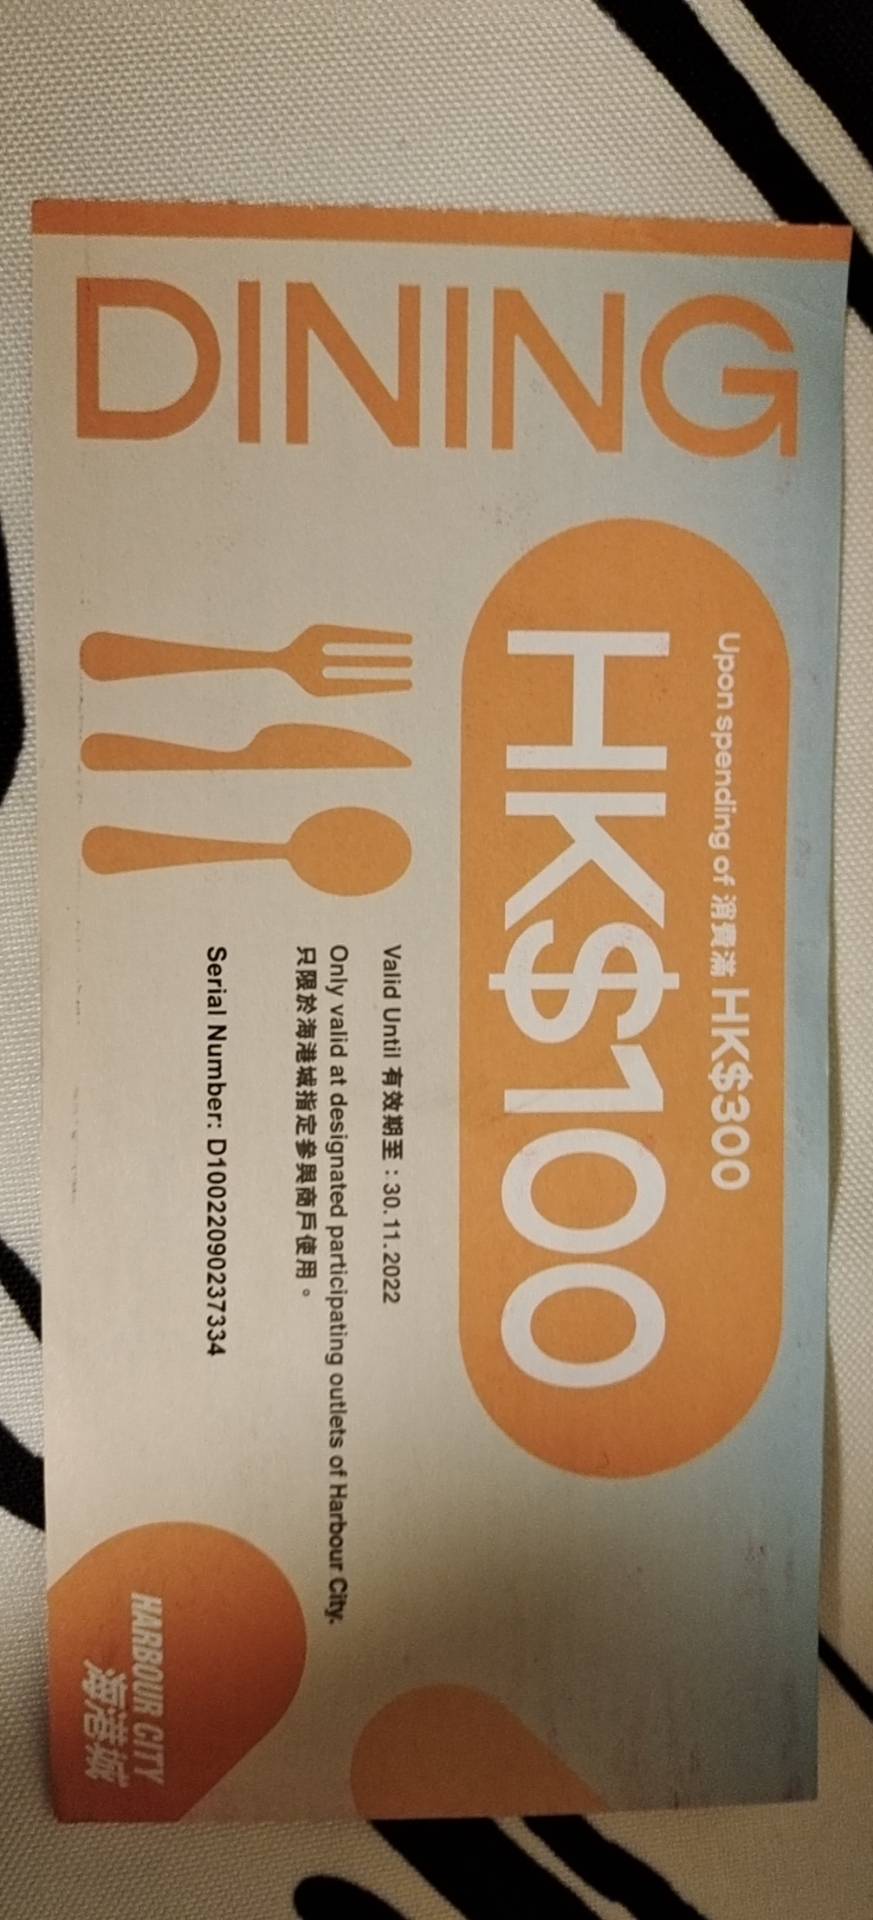 DINING
Upon spending of 消費滿 HK$300
HK$100
Valid Until 有效期至：30.11.2022
Only valid at designated participating outlets of Harbour City.
只限於海港城指定參與商戶使用。
Serial Number: D10022090237334
HARBOUR CITY
海港城